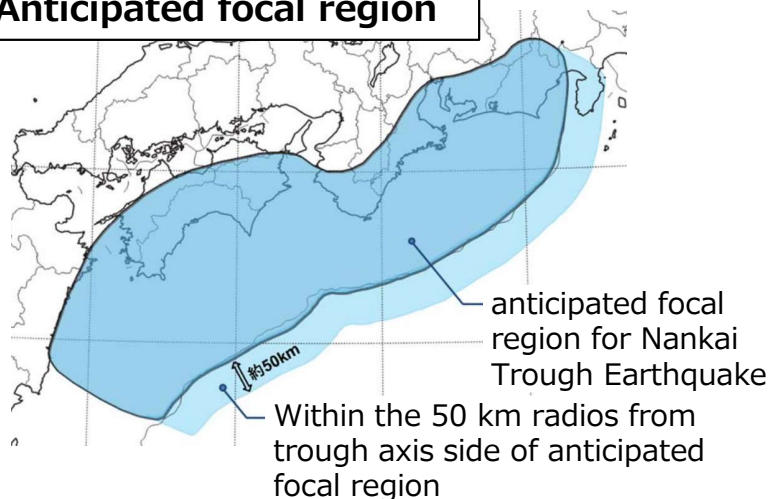 Anticipated focal region
anticipated focal
region for Nankai
Trough Earthquake
約50km
Within the 50 km radios from
trough axis side of anticipated
focal region